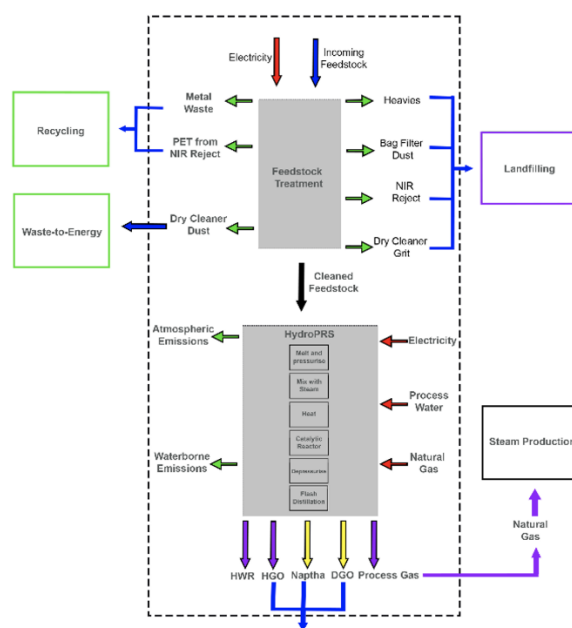 Electricity
Incoming
Feedstock
Metal
Waste
Heavies
Recycling
PET from
NIR Reject
Bag Filter
Dust
Feedstock
Treatment
Landfilling
NIR
Reject
Waste-to-Energy
Dry Cleaner
Dust
Dry Cleaner
Grit
Cleaned
Feedstock
Atmospheric
Emissions
HydroPRS
Electricity
Melt and
pressurise
Mix with
Steam
Process
Water
Heat
Steam Production
Catalytic
Reactor
Waterborne
Emissions
Natural
Gas
Depressurise
Flash
Distillation
Natural
Gas
HWR
HGO
Naptha
DGO
Process Gas